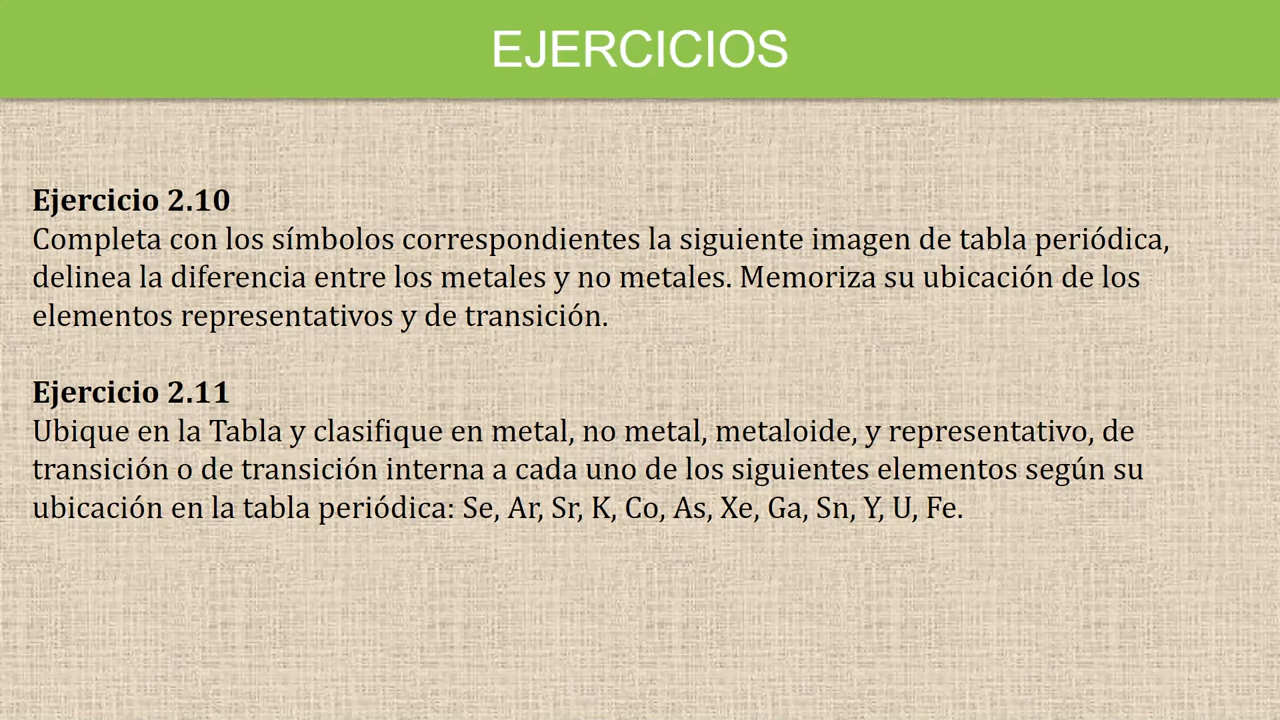 EJERCICIOS
Ejercicio 2.10
Completa con los símbolos correspondientes la siguiente imagen de tabla periódica,
delinea la diferencia entre los metales y no metales. Memoriza su ubicación de los
elementos representativos y de transición.
Ejercicio 2.11
Ubique en la Tabla y clasifique en metal, no metal, metaloide, y representativo, de
transición o de transición interna a cada uno de los siguientes elementos según su
ubicación en la tabla periódica: Se, Ar, Sr, K, Co, As, Xe, Ga, Sn, Y, U, Fe.